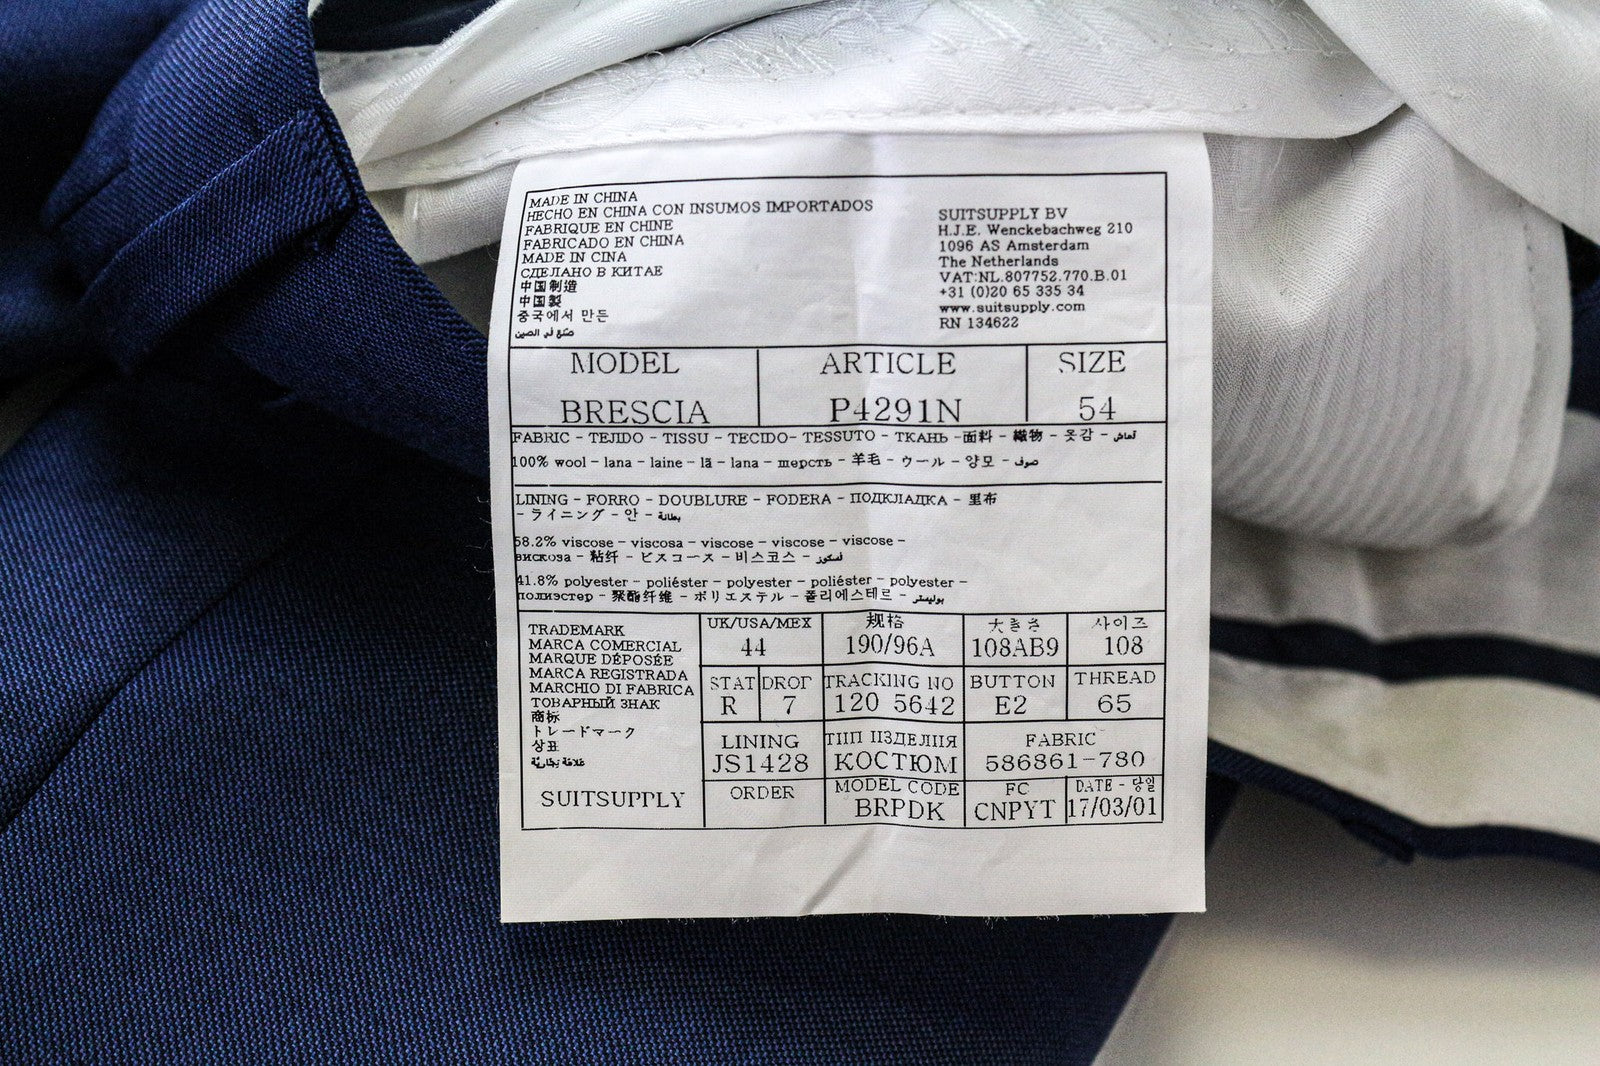 MADE IN CHINA
HECHO EN CHINA CON INSUMOS IMPORTADOS
FABRIQUE EN CHINE
FABRICADO EN CHINA
MADE IN CINA
СДЕЛАНО В КИТАЕ
中国制造
中国製
중국에서 만든
صنع في الصين
SUITSUPPLY BV
H.J.E. Wenckebachweg 210
1096 AS Amsterdam
The Netherlands
VAT:NL.807752.770.B.01
+31 (0)20 65 335 34
www.suitsupply.com
RN 134622
MODEL ARTICLE SIZE
BRESCIA P4291N 54
FABRIC - TEJIDO - TISSU - TECIDO- TESSUTO - ТКАНЬ -面料 - 織物 - 옷감 - قماش
100% wool - lana - laine - lã - lana - шерсть - 羊毛 - ウール - 양모 - صوف
LINING - FORRO - DOUBLURE - FODERA - ПОДКЛАДКА - 里布
- ライニング - 안 - بطانة
58.2% viscose - viscosa - viscose - viscose - viscose -
вискоза - 粘纤 - ビスコース - 비스코스 - فسكوز
41.8% polyester - poliéster - polyester - poliéster - polyester -
полиэстер - 聚酯纤维 - ポリエステル - 폴리에스테르 - بوليستر
TRADEMARK
MARCA COMERCIAL
MARQUE DÉPOSÉE
MARCA REGISTRADA
MARCHIO DI FABRICA
ТОВАРНЫЙ ЗНАК
商标
トレードマーク
상표
علامة تجارية
SUITSUPPLY
UK/USA/MEX 规格 大きさ 사이즈
44 190/96A 108AB9 108
STAT DROP TRACKING NO BUTTON THREAD
R 7 120 5642 E2 65
LINING ТИП ИЗДЕЛИЯ FABRIC
JS1428 КОСТЮМ 586861-780
ORDER MODEL CODE FC DATE - 당일
BRPDK CNPYT 17/03/01